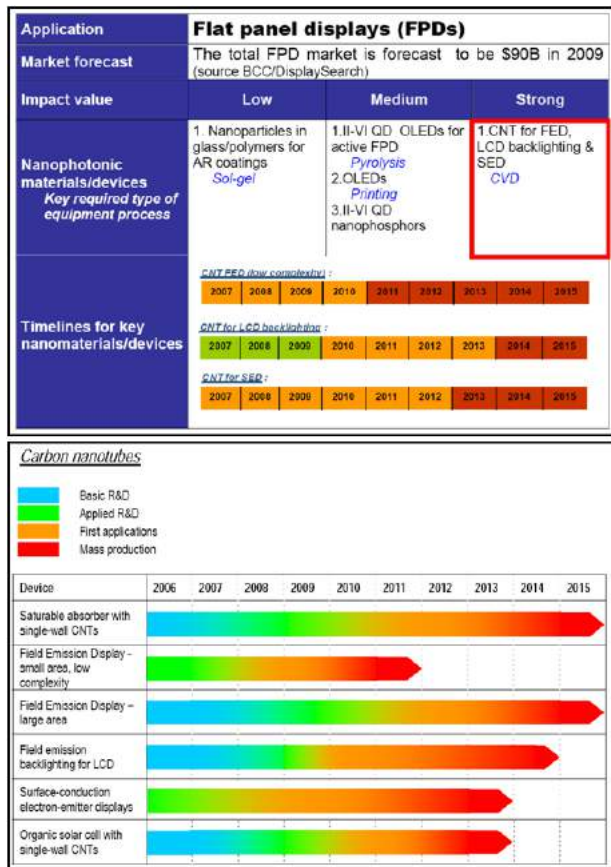 Application
Flat panel displays (FPDs)
Market forecast
The total FPD market is forecast to be $90B in 2009
(source BCC/DisplaySearch)
Impact value
Low
Medium
Strong
Nanophotonic
materials/devices
Key required type of
equipment process
1. Nanoparticles in
glass/polymers for
AR coatings
Sol-gel
1.II-VI QD OLEDs for
active FPD
Pyrolysis
2.OLEDs
Printing
3.II-VI QD
nanophosphors
1.CNT for FED,
LCD backlighting &
SED
CVD
Timelines for key
nanomaterials/devices
CNT FED (low complexity) :
2007 2008 2009 2010 2011 2012 2013 2014 2015
CNT for LCD backlighting :
2007 2008 2009 2010 2011 2012 2013 2014 2015
CNT for SED :
2007 2008 2009 2010 2011 2012 2013 2014 2015
Carbon nanotubes
Basic R&D
Applied R&D
First applications
Mass production
Device 2006 2007 2008 2009 2010 2011 2012 2013 2014 2015
Saturable absorber with
single-wall CNTs
Field Emission Display -
small area, low
complexity
Field Emission Display –
large area
Field emission
backlighting for LCD
Surface-conduction
electron-emitter displays
Organic solar cell with
single-wall CNTs